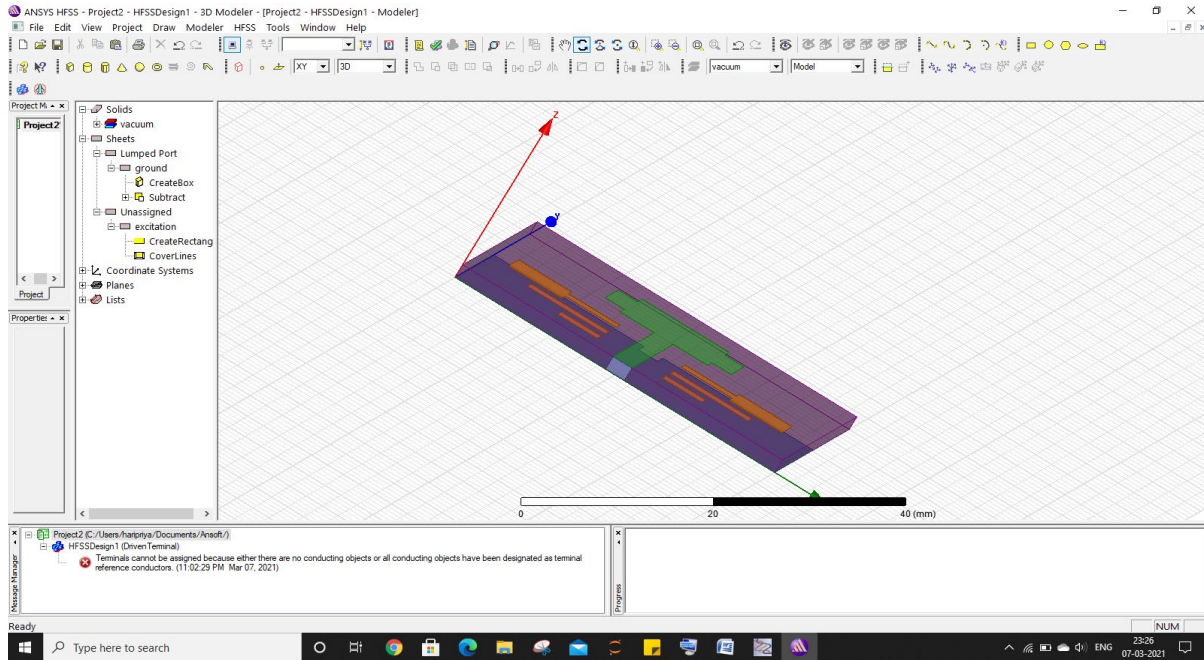 ANSYS HFSS - Project2 - HFSSDesign1 - 3D Modeler - [Project2 - HFSSDesign1 - Modeler]
File Edit View Project Draw Modeler HFSS Tools Window Help
XY 3D vacuum Model
Project M.
Project2
Project
Properties
Solids
vacuum
Sheets
Lumped Port
ground
CreateBox
Subtract
Unassigned
excitation
CreateRectang
CoverLines
Coordinate Systems
Planes
Lists
Z
Y
0 20 40 (mm)
Message Manager
Project2 (C:/Users/haripriya/Documents/Ansoft/)
HFSSDesign1 (DrivenTerminal)
Terminals cannot be assigned because either there are no conducting objects or all conducting objects have been designated as terminal
reference conductors. (11:02:29 PM Mar 07, 2021)
Progress
Ready
NUM
Type here to search
ENG
23:26
07-03-2021